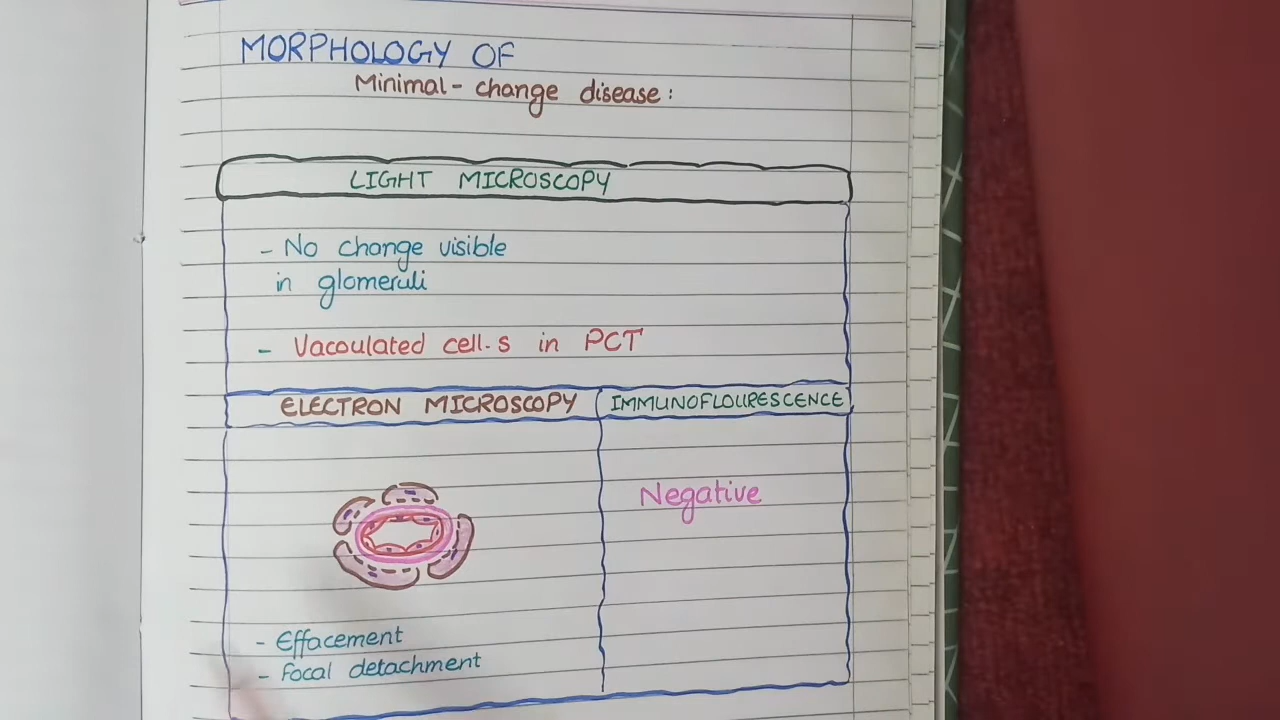 MORPHOLOGY OF
Minimal-change disease:
LIGHT MICROSCOPY
- No change visible
in glomeruli
- Vacoulated cell.s in PCT
ELECTRON MICROSCOPY
IMMUNOFLOURESCENCE
Negative
- Effacement
- Focal detachment